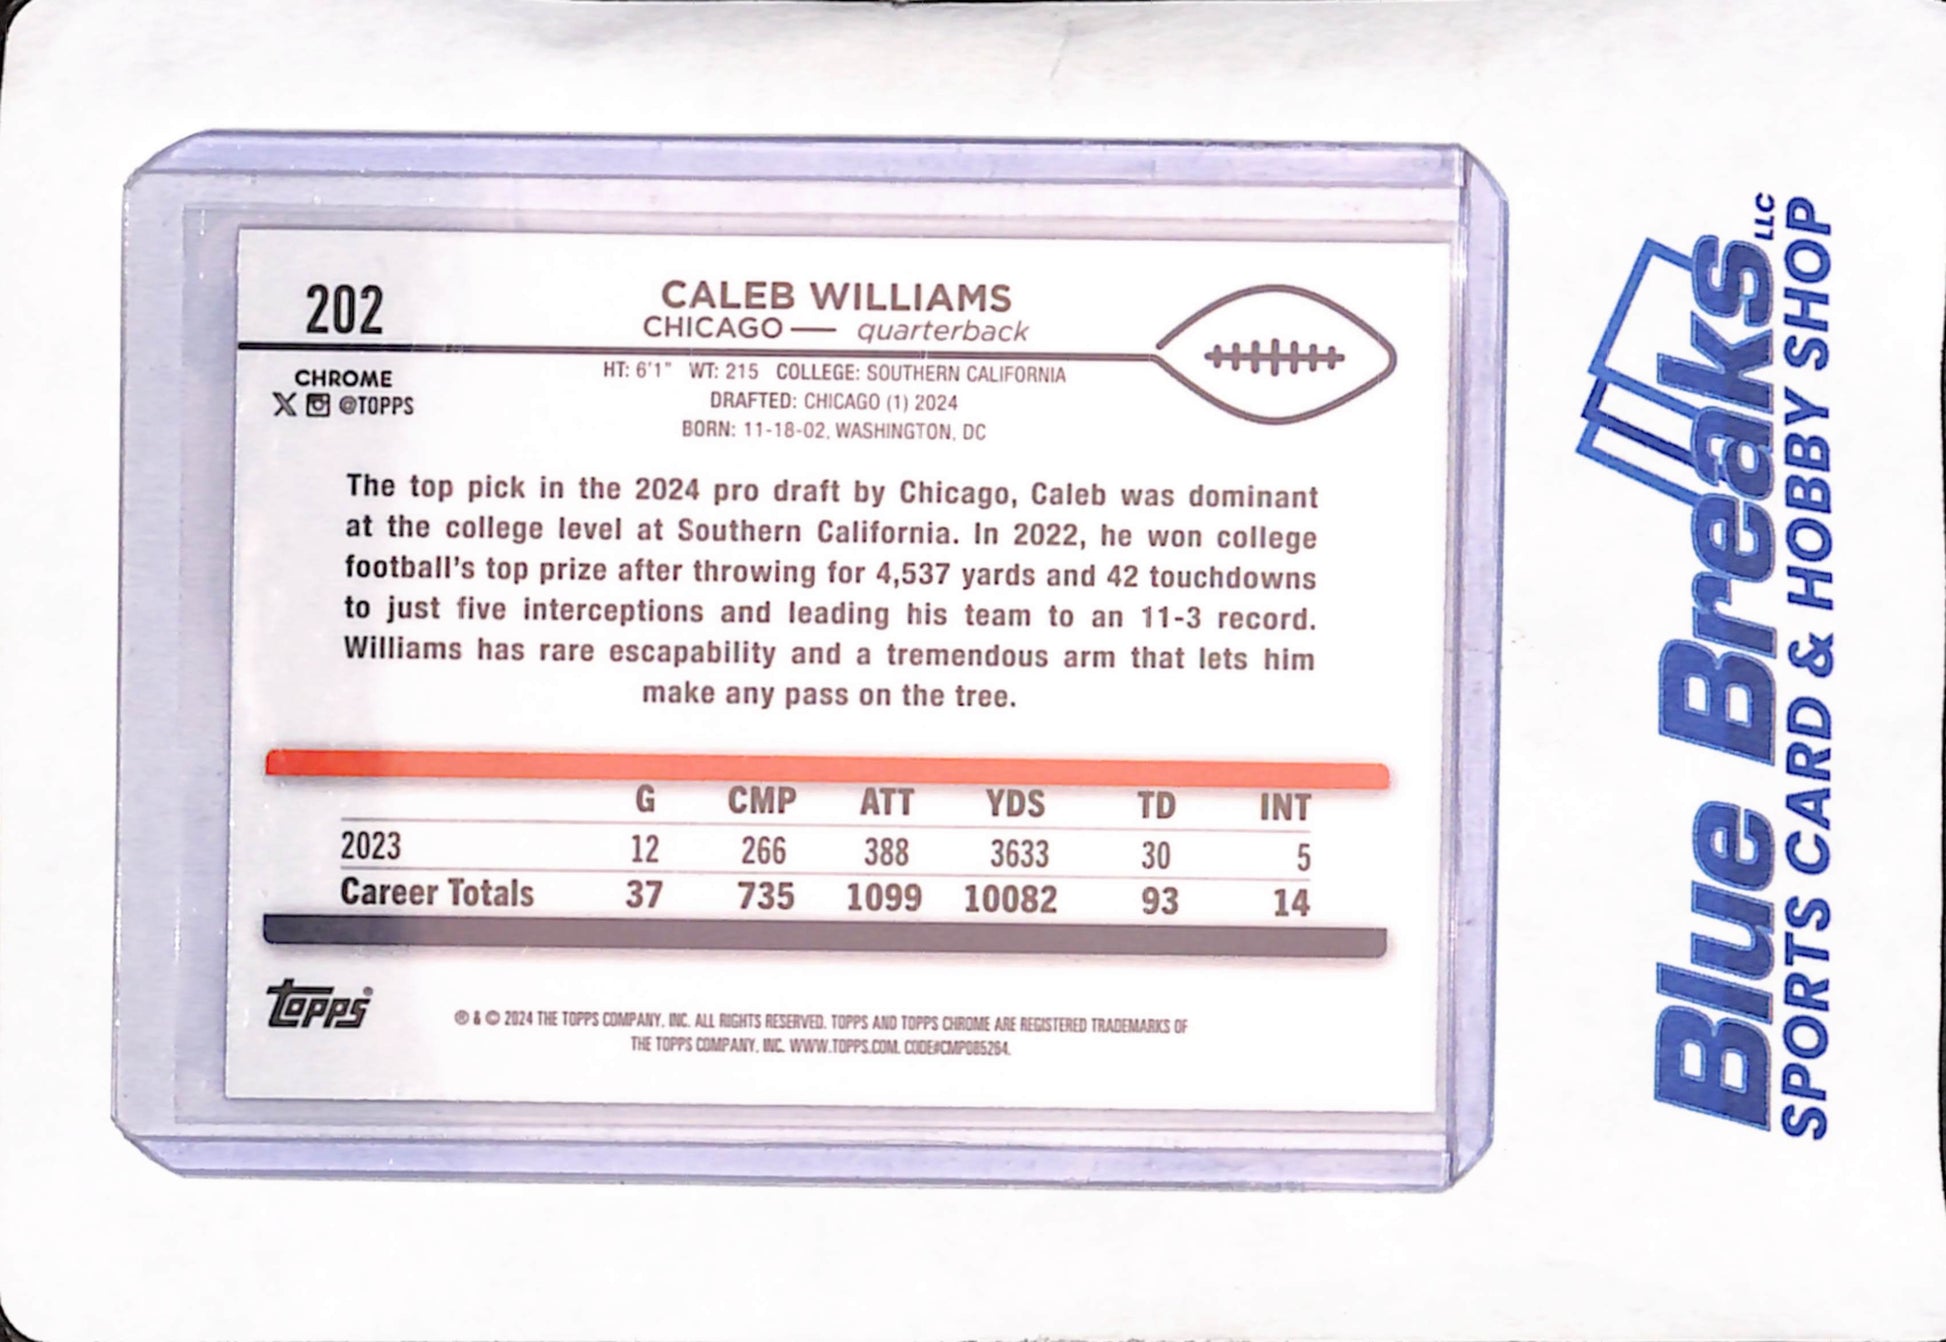 202
CHROME
X @TOPPS
CALEB WILLIAMS
CHICAGO — quarterback
HT: 6'1" WT: 215 COLLEGE: SOUTHERN CALIFORNIA
DRAFTED: CHICAGO (1) 2024
BORN: 11-18-02, WASHINGTON, DC
The top pick in the 2024 pro draft by Chicago, Caleb was dominant
at the college level at Southern California. In 2022, he won college
football's top prize after throwing for 4,537 yards and 42 touchdowns
to just five interceptions and leading his team to an 11-3 record.
Williams has rare escapability and a tremendous arm that lets him
make any pass on the tree.
G CMP ATT YDS TD INT
2023 12 266 388 3633 30 5
Career Totals 37 735 1099 10082 93 14
topps®
® & © 2024 THE TOPPS COMPANY, INC. ALL RIGHTS RESERVED. TOPPS AND TOPPS CHROME ARE REGISTERED TRADEMARKS OF
THE TOPPS COMPANY, INC. WWW.TOPPS.COM. CODE#CMP085264.
Blue Breaks LLC
SPORTS CARD & HOBBY SHOP